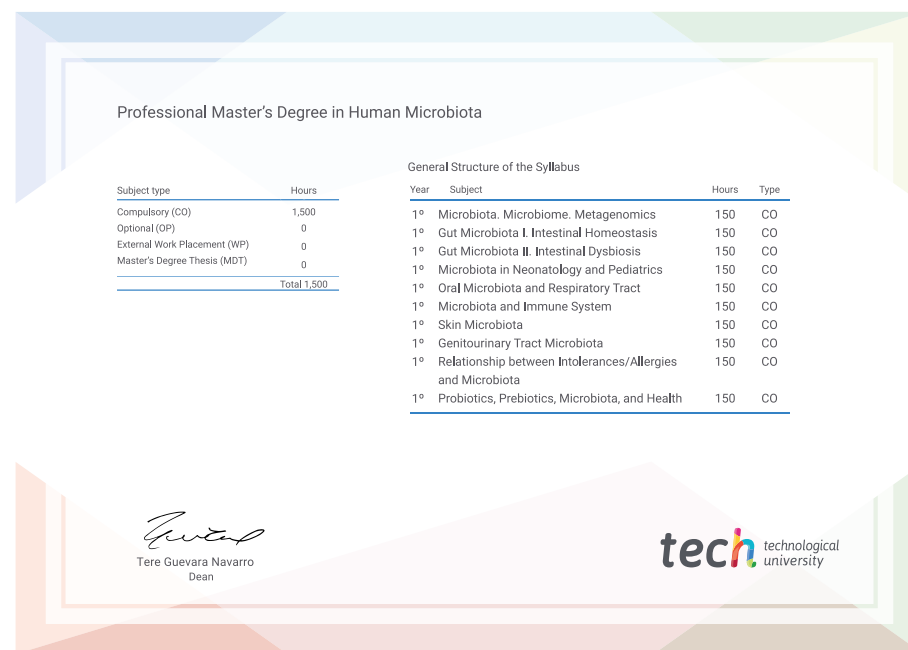 Professional Master's Degree in Human Microbiota
Subject type Hours
Compulsory (CO) 1,500
Optional (OP) 0
External Work Placement (WP) 0
Master's Degree Thesis (MDT) 0
Total 1,500
General Structure of the Syllabus
Year Subject Hours Type
1º Microbiota. Microbiome. Metagenomics 150 CO
1º Gut Microbiota I. Intestinal Homeostasis 150 CO
1º Gut Microbiota II. Intestinal Dysbiosis 150 CO
1º Microbiota in Neonatology and Pediatrics 150 CO
1º Oral Microbiota and Respiratory Tract 150 CO
1º Microbiota and Immune System 150 CO
1º Skin Microbiota 150 CO
1º Genitourinary Tract Microbiota 150 CO
1º Relationship between Intolerances/Allergies 150 CO
and Microbiota
1º Probiotics, Prebiotics, Microbiota, and Health 150 CO
Tere Guevara Navarro
Dean
tech technological
university